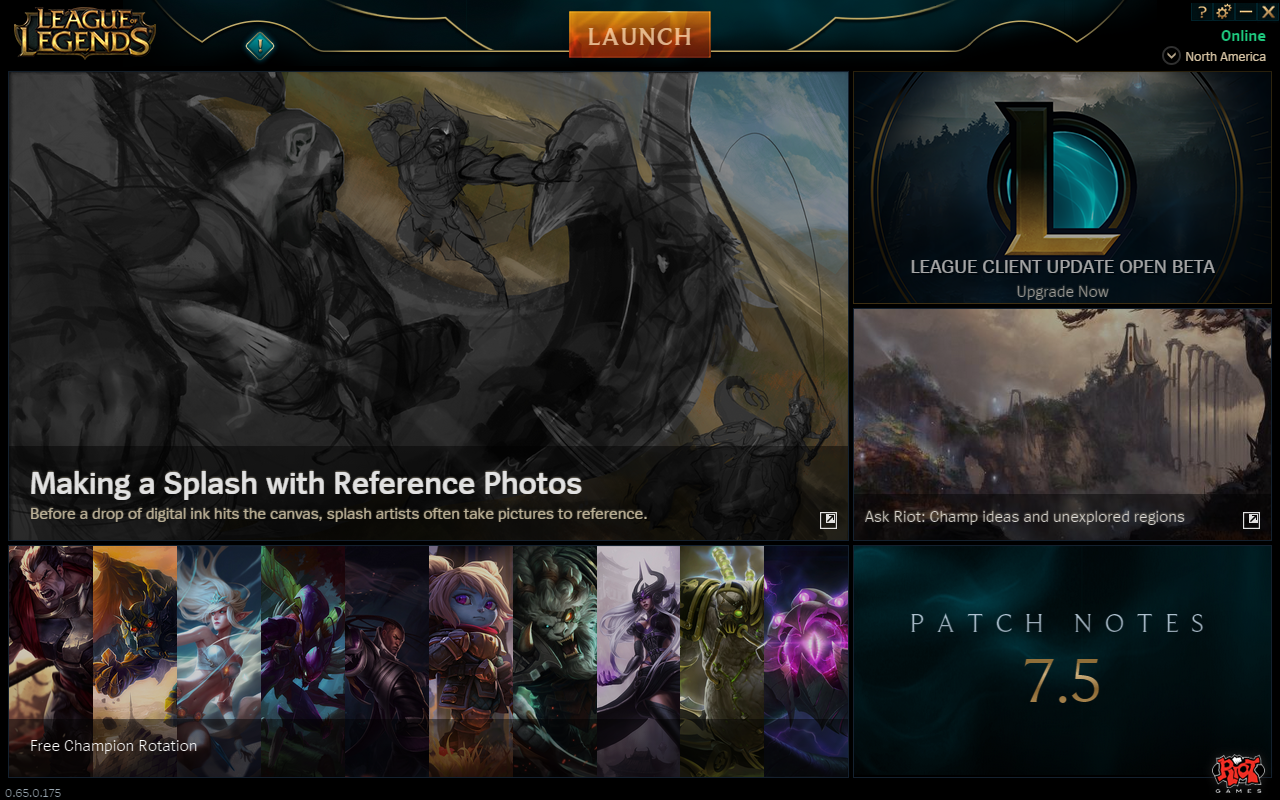 LEAGUE OF LEGENDS
!
LAUNCH
?
Online
North America
LEAGUE CLIENT UPDATE OPEN BETA
Upgrade Now
Making a Splash with Reference Photos
Before a drop of digital ink hits the canvas, splash artists often take pictures to reference.
Ask Riot: Champ ideas and unexplored regions
Free Champion Rotation
PATCH NOTES
7.5
RIOT
GAMES
0.65.0.175